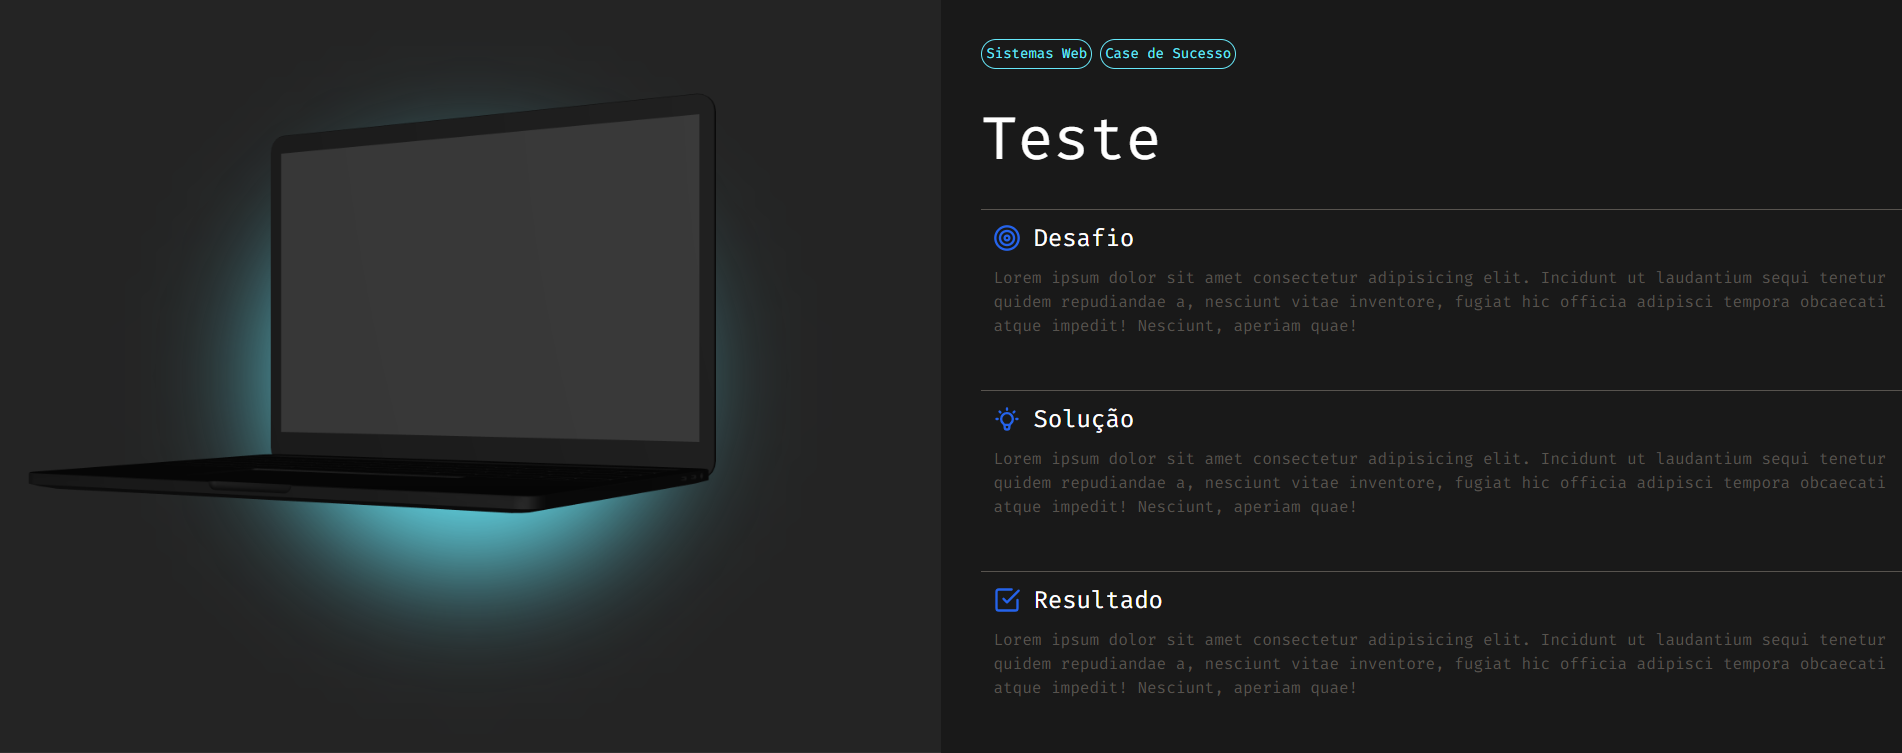 Sistemas Web
Case de Sucesso
Teste
Desafio
Lorem ipsum dolor sit amet consectetur adipisicing elit. Incidunt ut laudantium sequi tenetur
quidem repudiandae a, nesciunt vitae inventore, fugiat hic officia adipisci tempora obcaecati
atque impedit! Nesciunt, aperiam quae!
Solução
Lorem ipsum dolor sit amet consectetur adipisicing elit. Incidunt ut laudantium sequi tenetur
quidem repudiandae a, nesciunt vitae inventore, fugiat hic officia adipisci tempora obcaecati
atque impedit! Nesciunt, aperiam quae!
Resultado
Lorem ipsum dolor sit amet consectetur adipisicing elit. Incidunt ut laudantium sequi tenetur
quidem repudiandae a, nesciunt vitae inventore, fugiat hic officia adipisci tempora obcaecati
atque impedit! Nesciunt, aperiam quae!